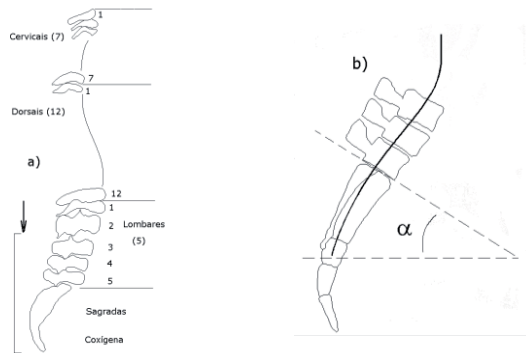 1
Cervicais (7)
7
1
Dorsais (12)
a)
12
1
Lombares
(5)
2
3
4
5
Sagradas
Coxígena
b)
α